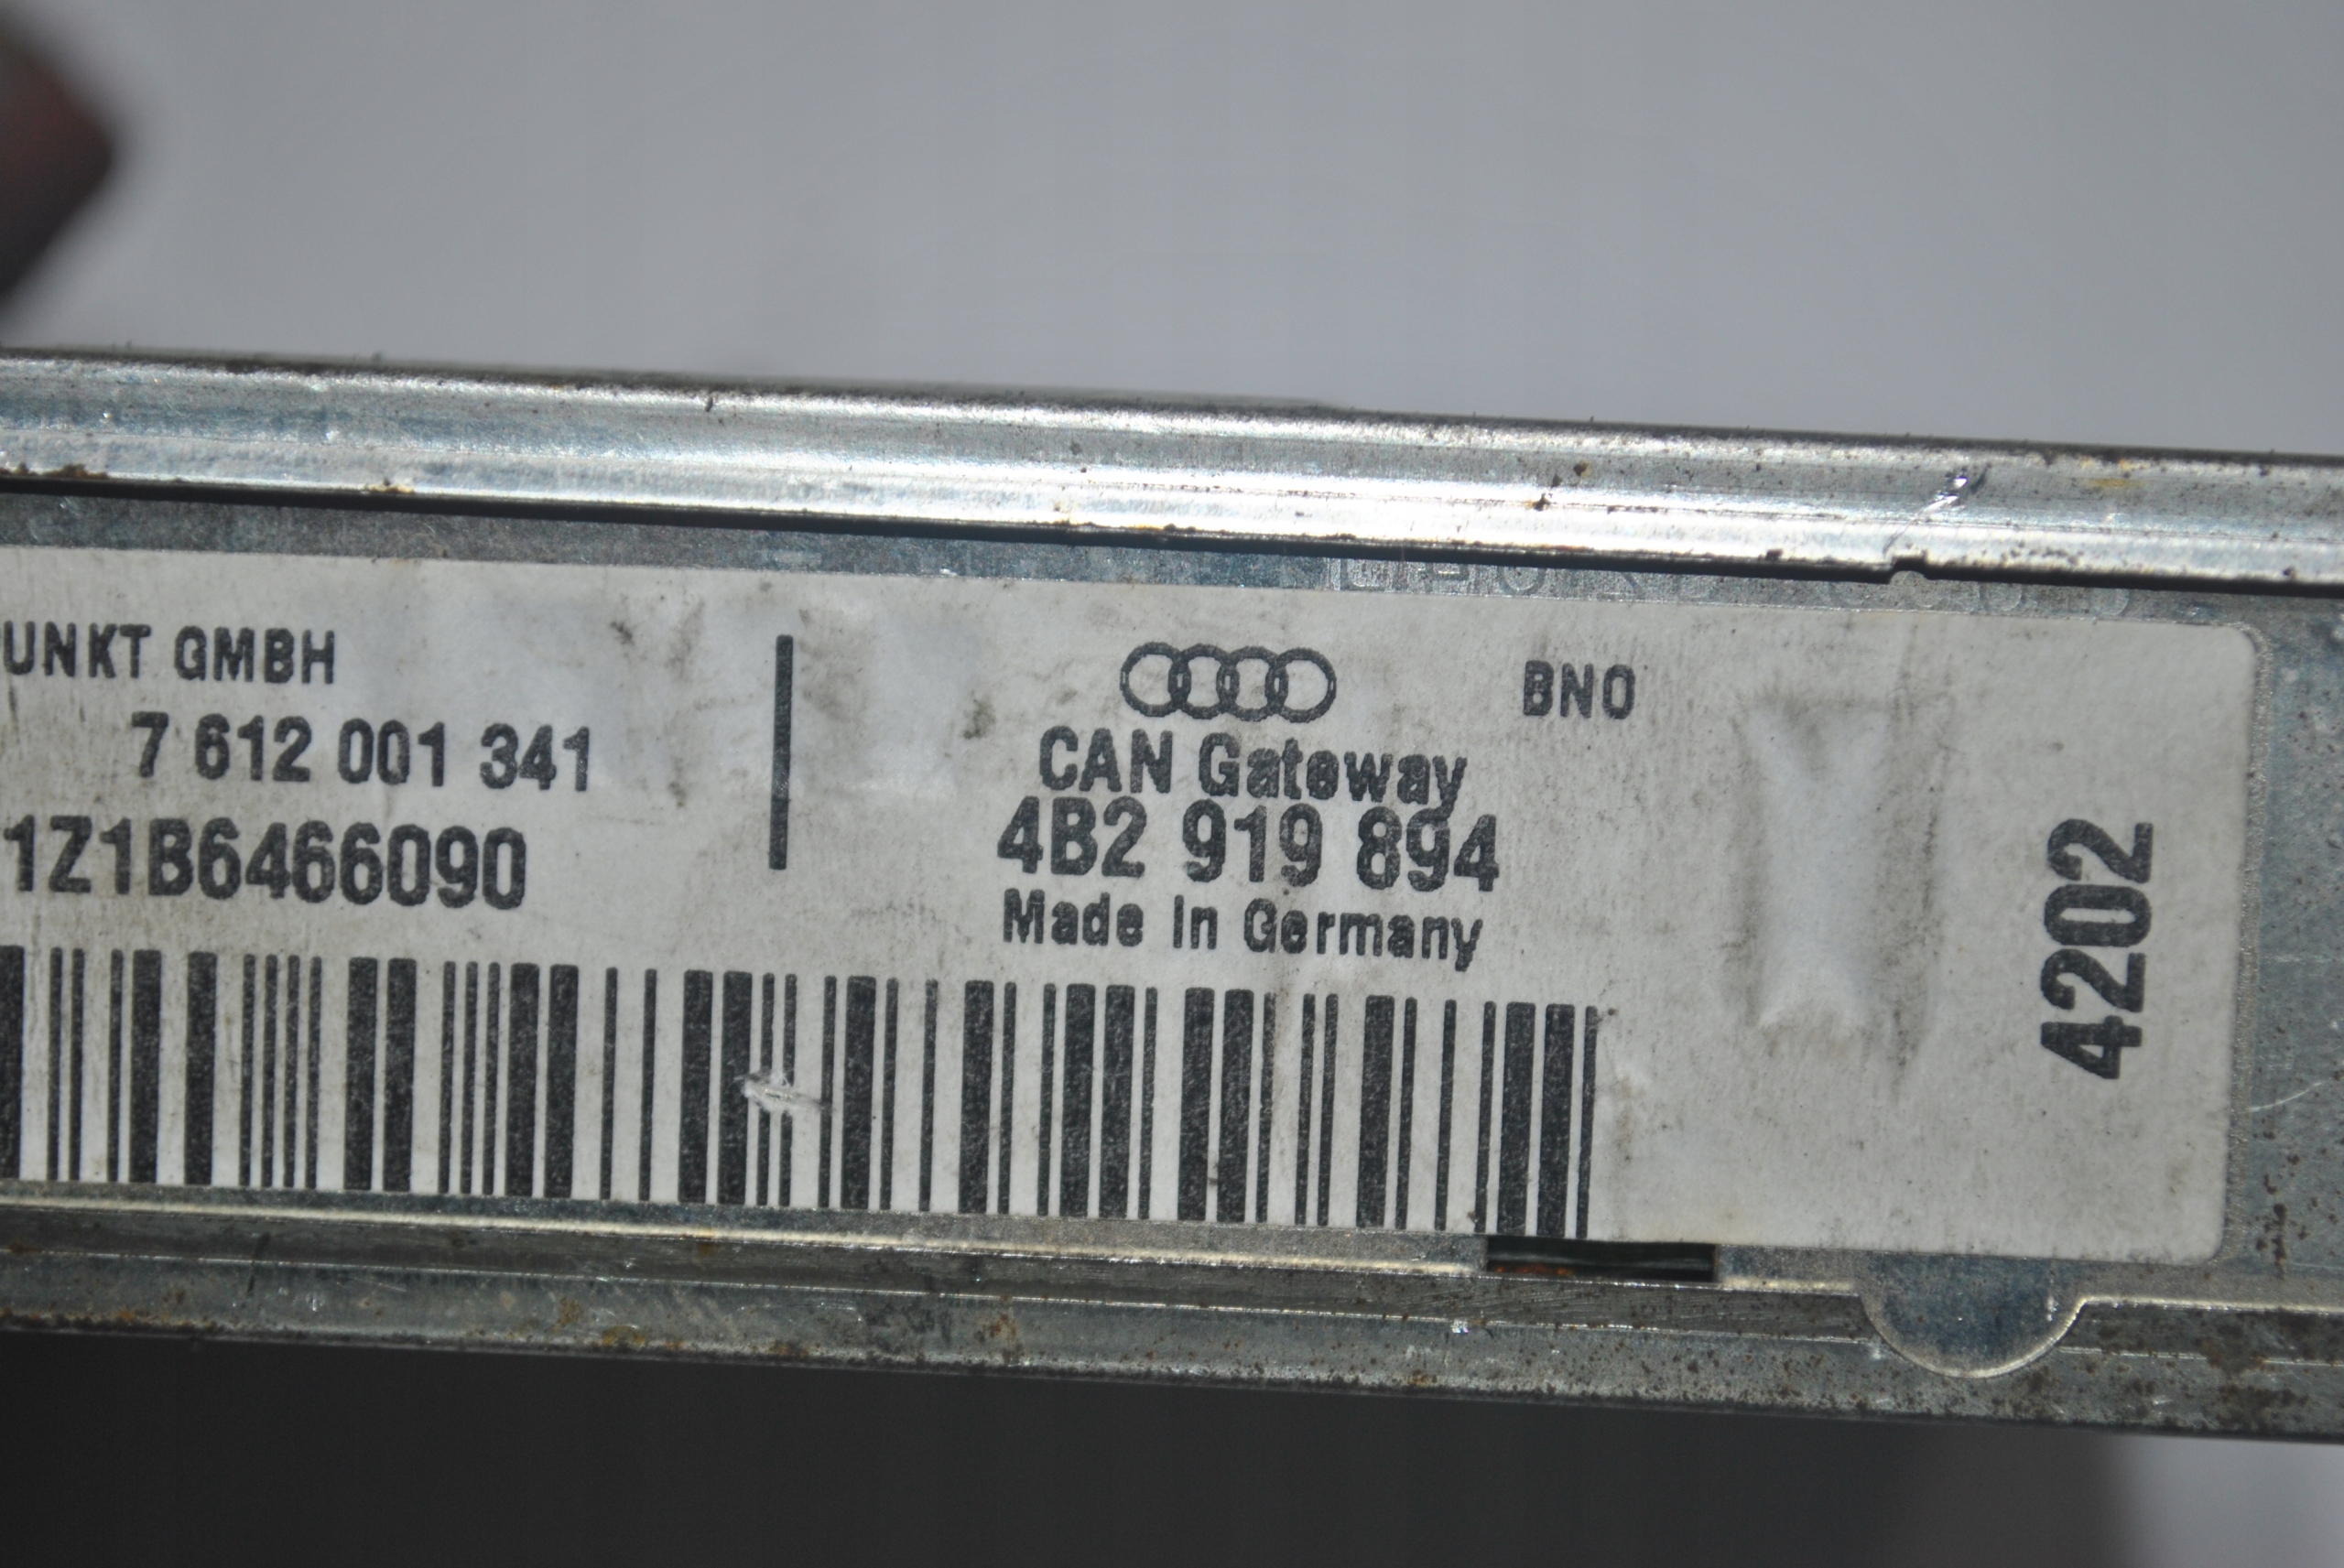 UNKT GMBH
7 612 001 341
1Z1B6466090
BNO
CAN Gateway
4B2 919 894
Made in Germany
4202